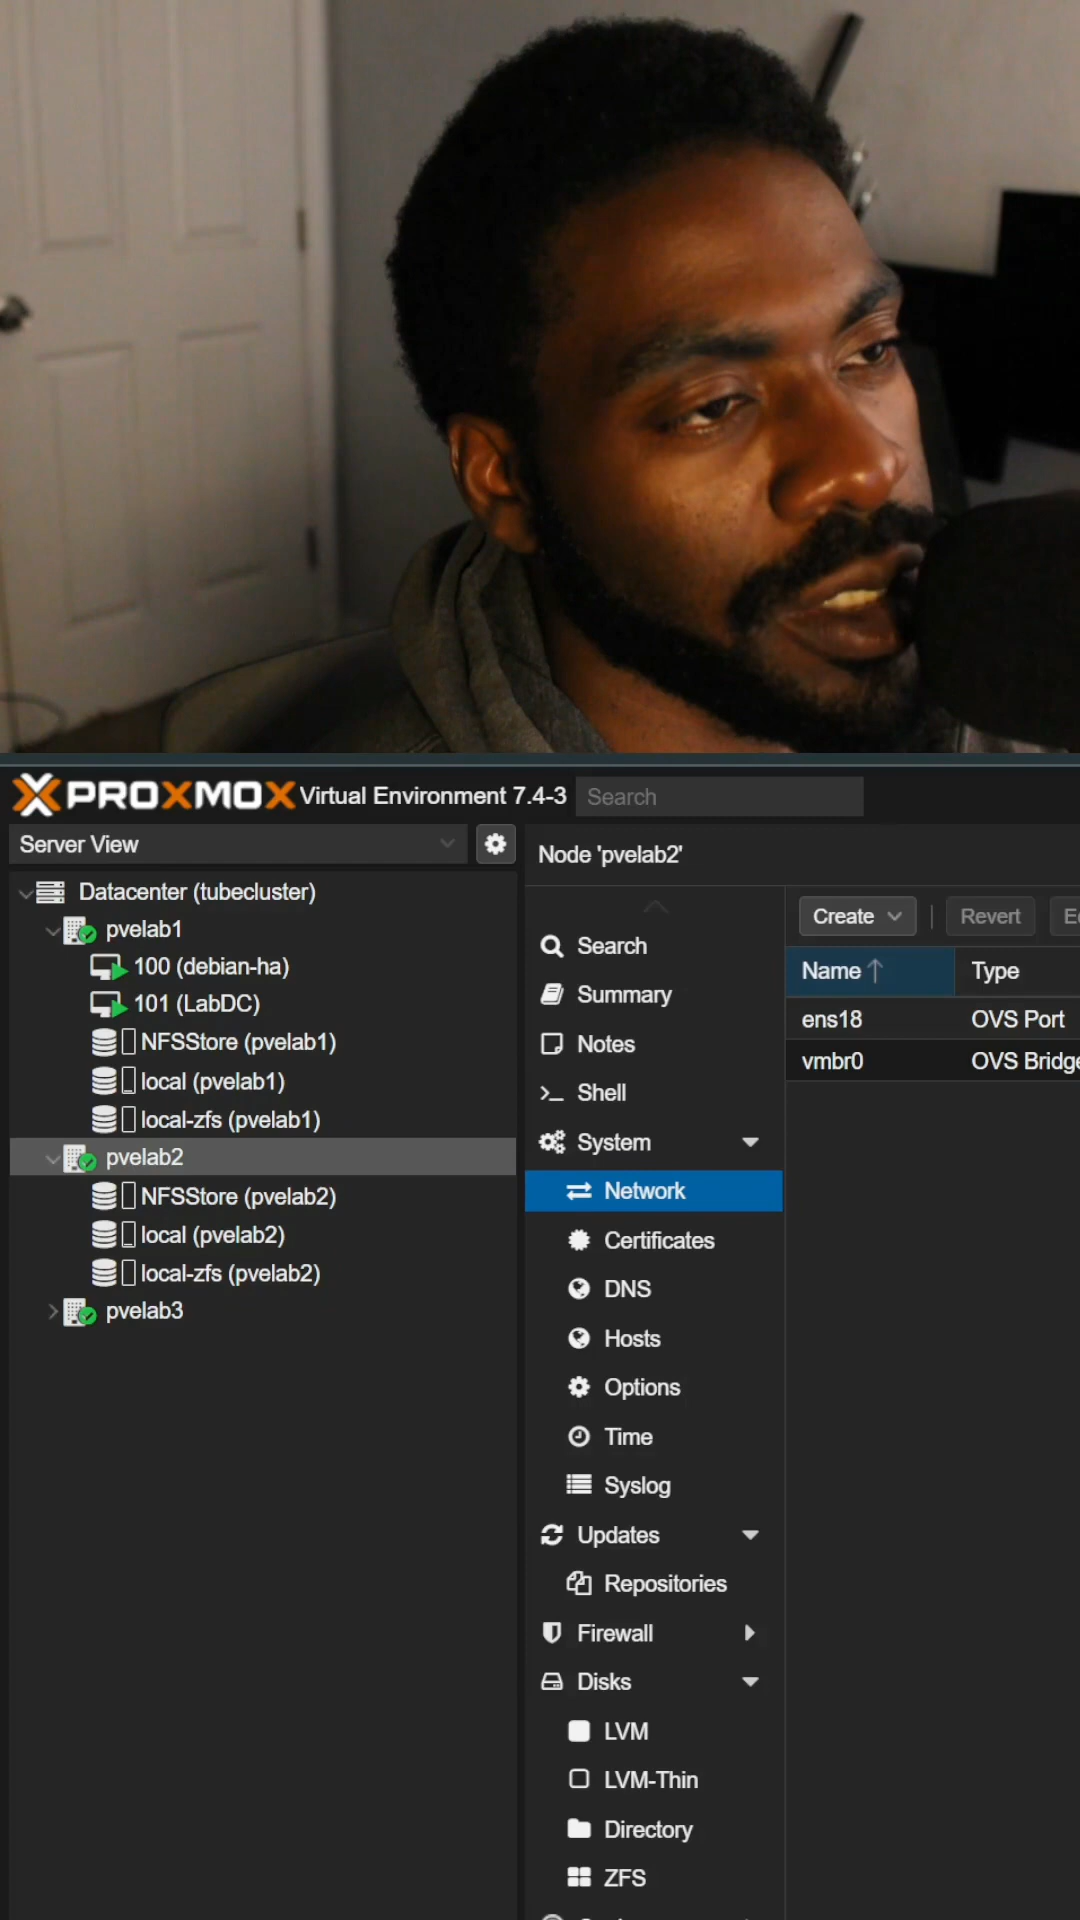 PROXMOX Virtual Environment 7.4-3 Search
Server View
Datacenter (tubecluster)
pvelab1
100 (debian-ha)
101 (LabDC)
NFSStore (pvelab1)
local (pvelab1)
local-zfs (pvelab1)
pvelab2
NFSStore (pvelab2)
local (pvelab2)
local-zfs (pvelab2)
pvelab3
Node 'pvelab2'
Search
Summary
Notes
Shell
System
Network
Certificates
DNS
Hosts
Options
Time
Syslog
Updates
Repositories
Firewall
Disks
LVM
LVM-Thin
Directory
ZFS
Create Revert
Name Type
ens18 OVS Port
vmbr0 OVS Bridge